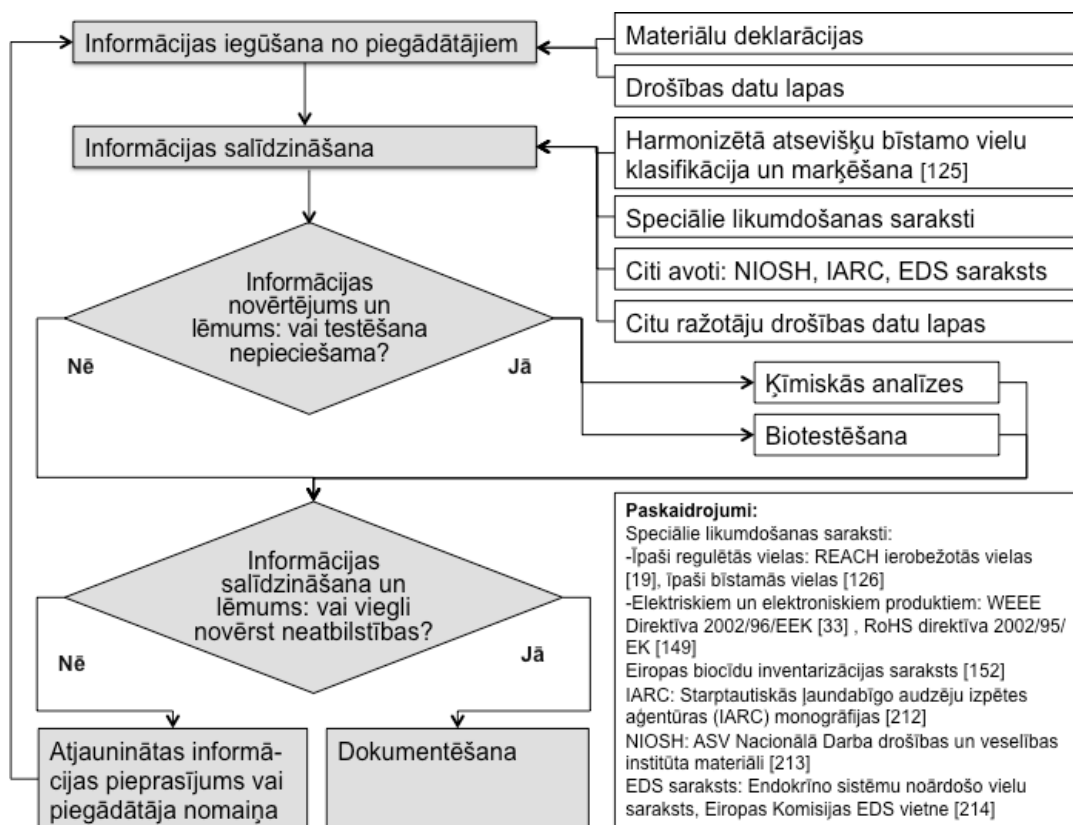 Informācijas iegūšana no piegādātājiem
Materiālu deklarācijas
Drošības datu lapas
Informācijas salīdzināšana
Harmonizētā atsevišķu bīstamo vielu
klasifikācija un marķēšana [125]
Speciālie likumdošanas saraksti
Citi avoti: NIOSH, IARC, EDS saraksts
Citu ražotāju drošības datu lapas
Informācijas
novērtējums un
lēmums: vai testēšana
nepieciešama?
Nē
Jā
Ķīmiskās analīzes
Biotestēšana
Informācijas
salīdzināšana un
lēmums: vai viegli
novērst neatbilstības?
Nē
Jā
Atjauninātas informā-
cijas pieprasījums vai
piegādātāja nomaiņa
Dokumentēšana
Paskaidrojumi:
Speciālie likumdošanas saraksti:
-Īpaši regulētās vielas: REACH ierobežotās vielas
[19], īpaši bīstamās vielas [126]
-Elektriskiem un elektroniskiem produktiem: WEEE
Direktīva 2002/96/EEK [33] , RoHS direktīva 2002/95/
EK [149]
Eiropas biocīdu inventarizācijas saraksts [152]
IARC: Starptautiskās ļaundabīgo audzēju izpētes
aģentūras (IARC) monogrāfijas [212]
NIOSH: ASV Nacionālā Darba drošības un veselības
institūta materiāli [213]
EDS saraksts: Endokrīno sistēmu noārdošo vielu
saraksts, Eiropas Komisijas EDS vietne [214]